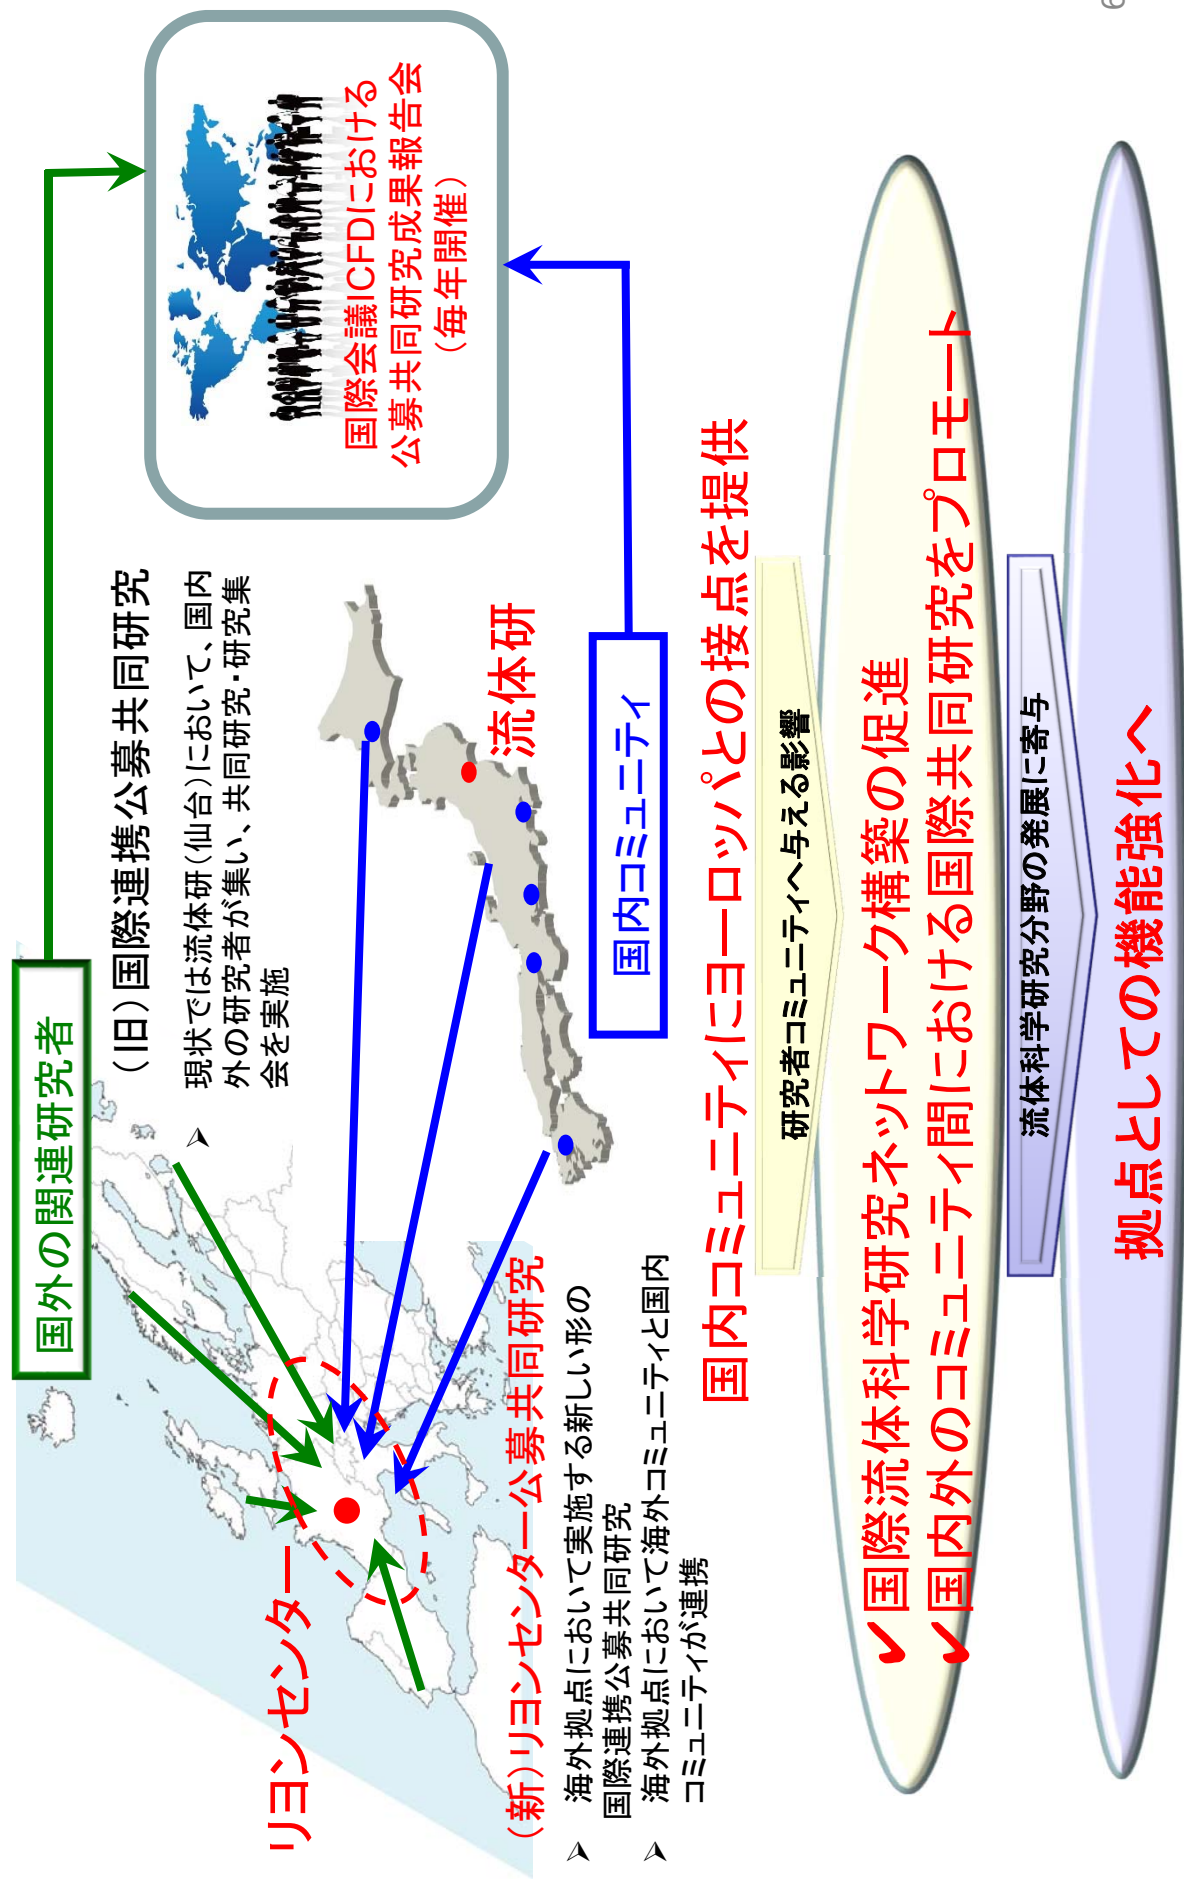 国外の関連研究者
（旧）国際連携公募共同研究
現状では流体研（仙台）において、国内
外の研究者が集い、共同研究・研究集
会を実施
国際会議ICFDにおける
公募共同研究成果報告会
（毎年開催）
リヨンセンター
流体研
国内コミュニティ
（新）リヨンセンター公募共同研究
➢ 海外拠点において実施する新しい形の
国際連携公募共同研究
➢ 海外拠点において海外コミュニティと国内
コミュニティが連携
国内コミュニティにヨーロッパとの接点を提供
研究者コミュニティへ与える影響
✓国際流体科学研究ネットワーク構築の促進
✓国内外のコミュニティ間における国際共同研究をプロモート
流体科学研究分野の発展に寄与
拠点としての機能強化へ